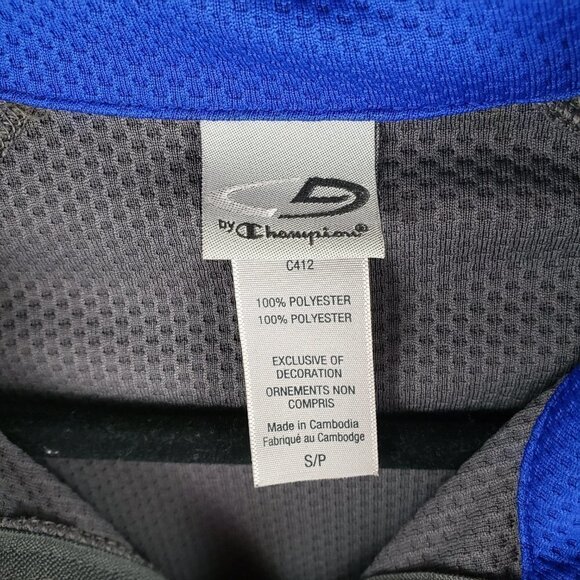 by Champion®
C412
100% POLYESTER
100% POLYESTER
EXCLUSIVE OF
DECORATION
ORNEMENTS NON
COMPRIS
Made in Cambodia
Fabriqué au Cambodge
S/P